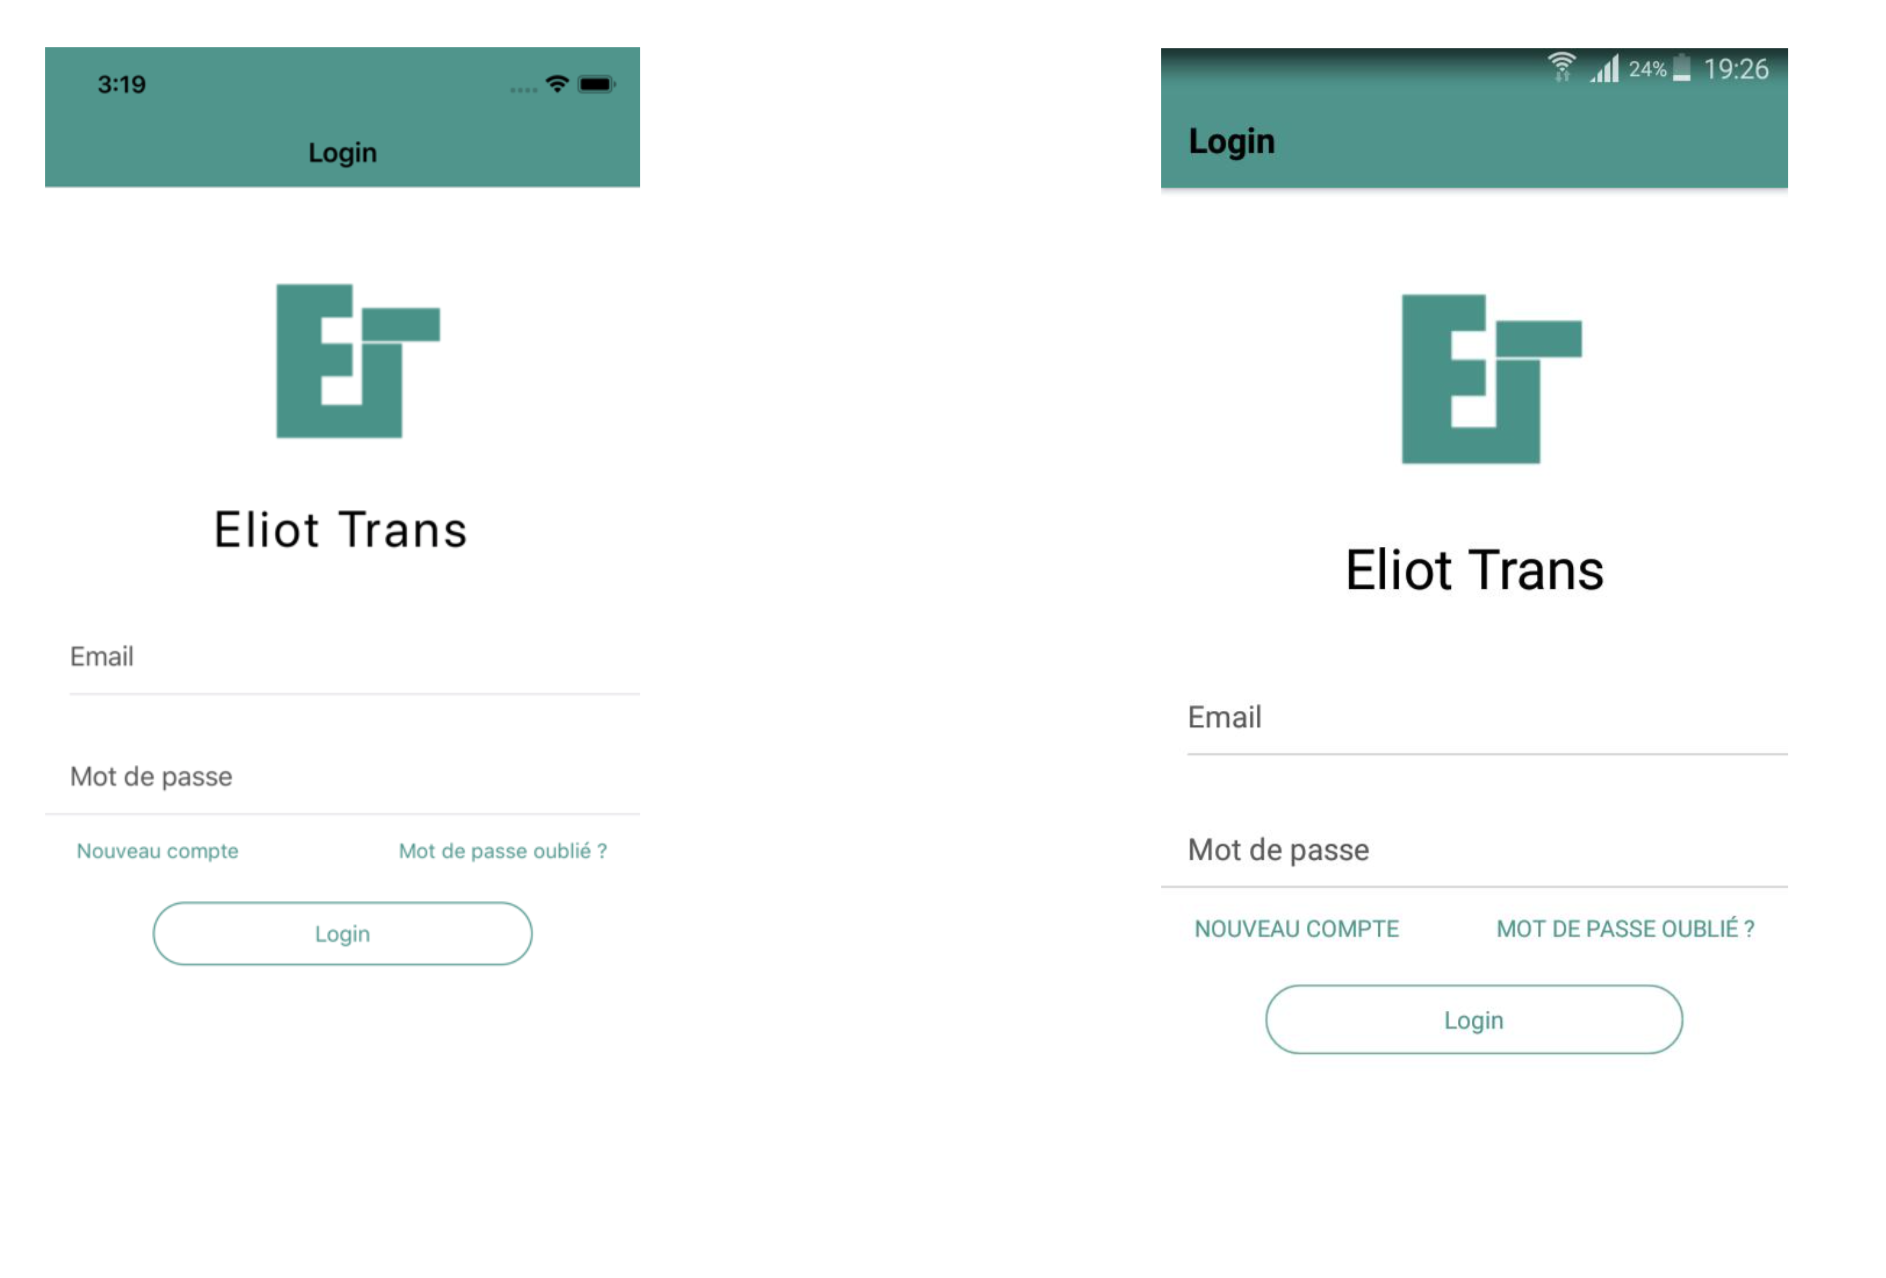 3:19
Login
Eliot Trans
Email
Mot de passe
Nouveau compte
Mot de passe oublié ?
Login
24% 19:26
Login
Eliot Trans
Email
Mot de passe
NOUVEAU COMPTE
MOT DE PASSE OUBLIÉ ?
Login